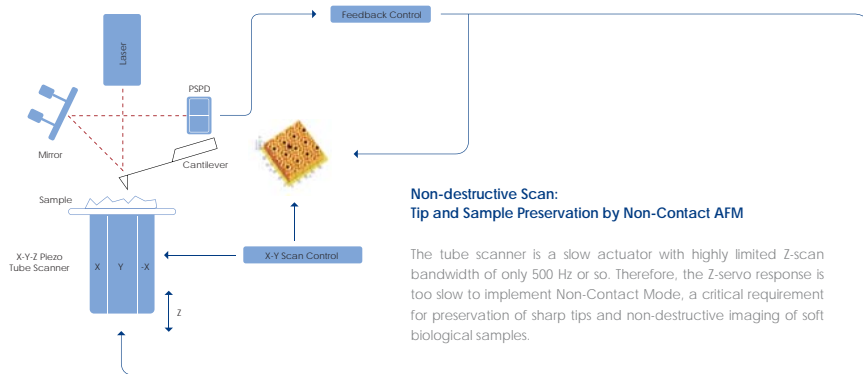 Feedback Control
Laser
PSPD
Mirror
Cantilever
Sample
X-Y-Z Piezo
Tube Scanner
X
Y
-X
X-Y Scan Control
Z
Non-destructive Scan:
Tip and Sample Preservation by Non-Contact AFM
The tube scanner is a slow actuator with highly limited Z-scan
bandwidth of only 500 Hz or so. Therefore, the Z-servo response is
too slow to implement Non-Contact Mode, a critical requirement
for preservation of sharp tips and non-destructive imaging of soft
biological samples.